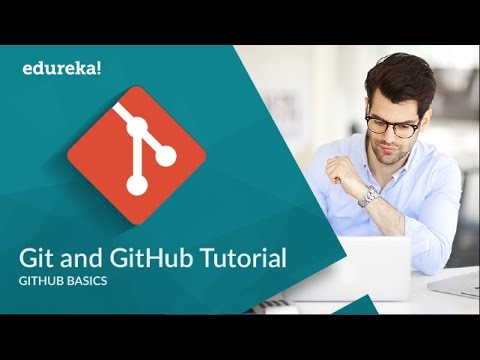 edureka!
Git and GitHub Tutorial
GITHUB BASICS